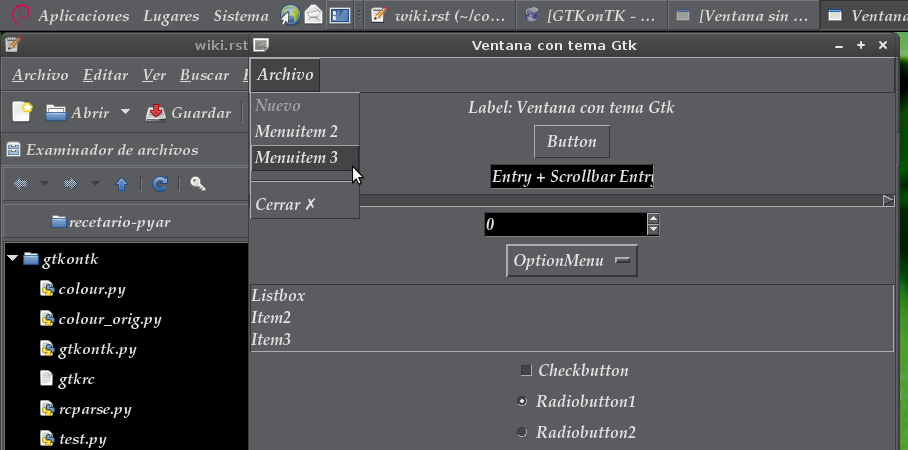 Aplicaciones Lugares Sistema wiki.rst (~/co... [GTKonTK - ... [Ventana sin ... Ventana
wiki.rst
Ventana con tema Gtk
Archivo Editar Ver Buscar
Archivo
Abrir Guardar
Nuevo
Menuitem 2
Menuitem 3
Cerrar ✗
Label: Ventana con tema Gtk
Button
Examinador de archivos
Entry + Scrollbar Entry
recetario-pyar
0
OptionMenu
gtkontk
colour.py
colour_orig.py
gtkontk.py
gtkrc
rcparse.py
test.py
Listbox
Item2
Item3
Checkbutton
Radiobutton1
Radiobutton2